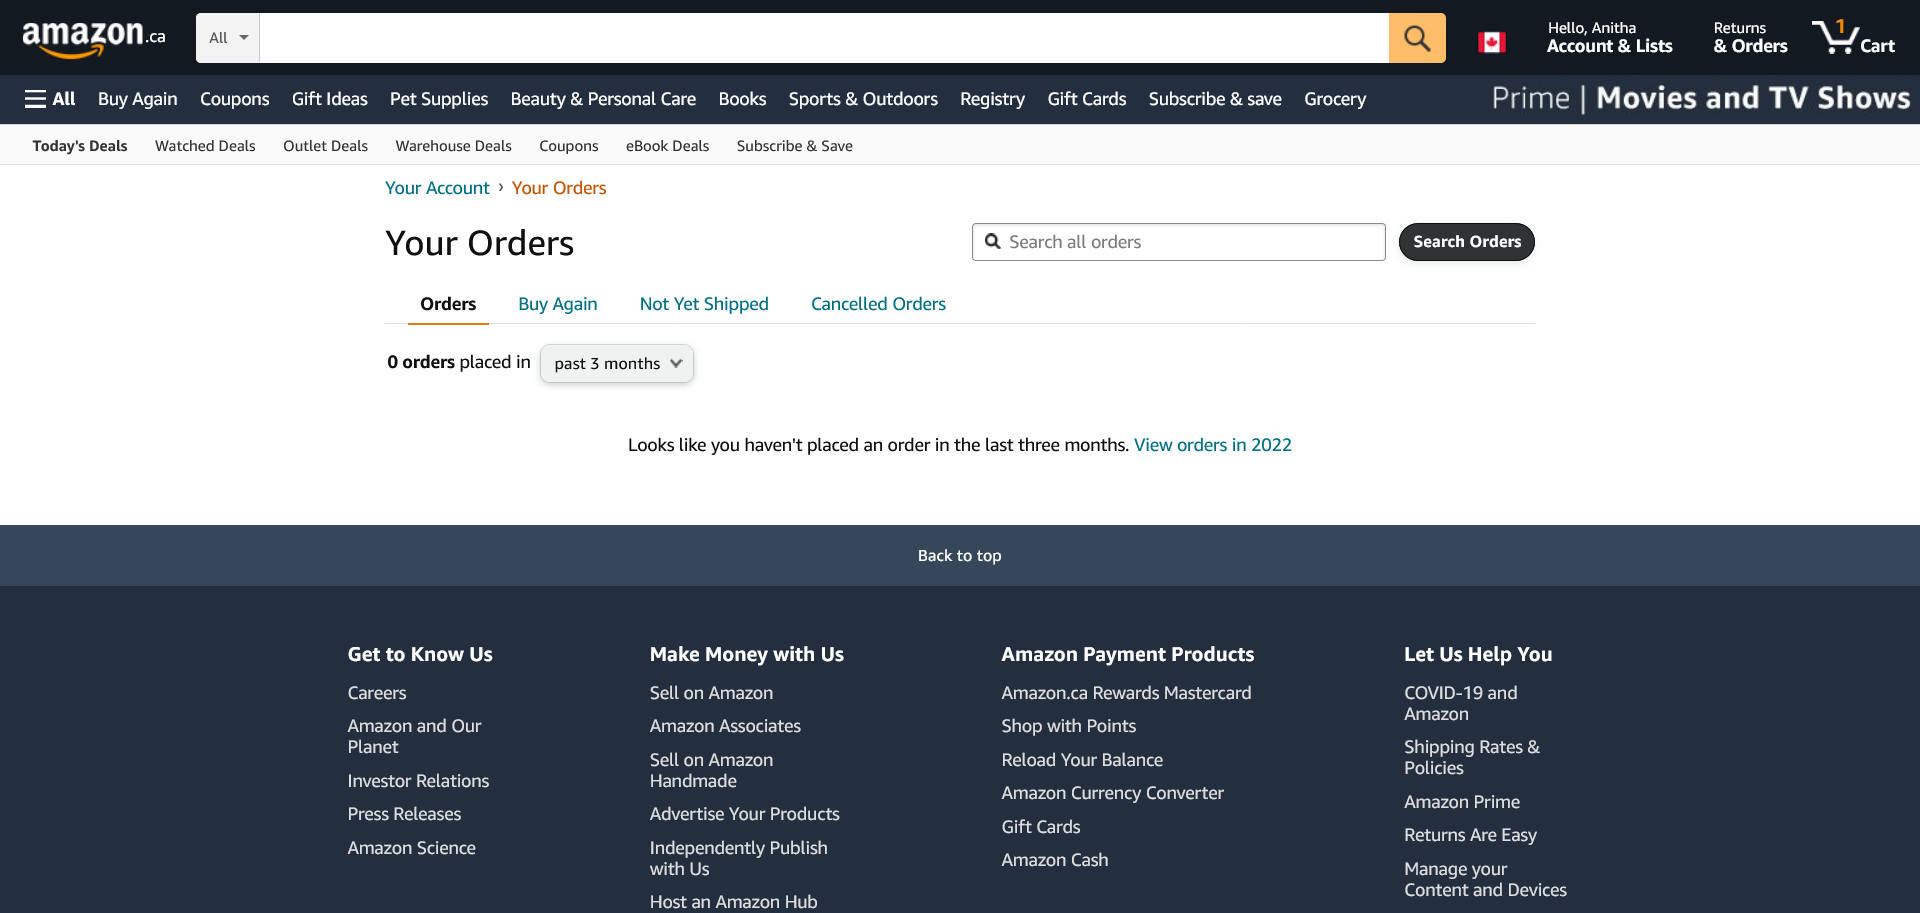 amazon.ca
All
Hello, Anitha
Account & Lists
Returns
& Orders
1
Cart
All Buy Again Coupons Gift Ideas Pet Supplies Beauty & Personal Care Books Sports & Outdoors Registry Gift Cards Subscribe & save Grocery
Prime | Movies and TV Shows
Today's Deals Watched Deals Outlet Deals Warehouse Deals Coupons eBook Deals Subscribe & Save
Your Account › Your Orders
Your Orders
Search all orders
Search Orders
Orders Buy Again Not Yet Shipped Cancelled Orders
0 orders placed in past 3 months
Looks like you haven't placed an order in the last three months. View orders in 2022
Back to top
Get to Know Us
Careers
Amazon and Our
Planet
Investor Relations
Press Releases
Amazon Science
Make Money with Us
Sell on Amazon
Amazon Associates
Sell on Amazon
Handmade
Advertise Your Products
Independently Publish
with Us
Host an Amazon Hub
Amazon Payment Products
Amazon.ca Rewards Mastercard
Shop with Points
Reload Your Balance
Amazon Currency Converter
Gift Cards
Amazon Cash
Let Us Help You
COVID-19 and
Amazon
Shipping Rates &
Policies
Amazon Prime
Returns Are Easy
Manage your
Content and Devices